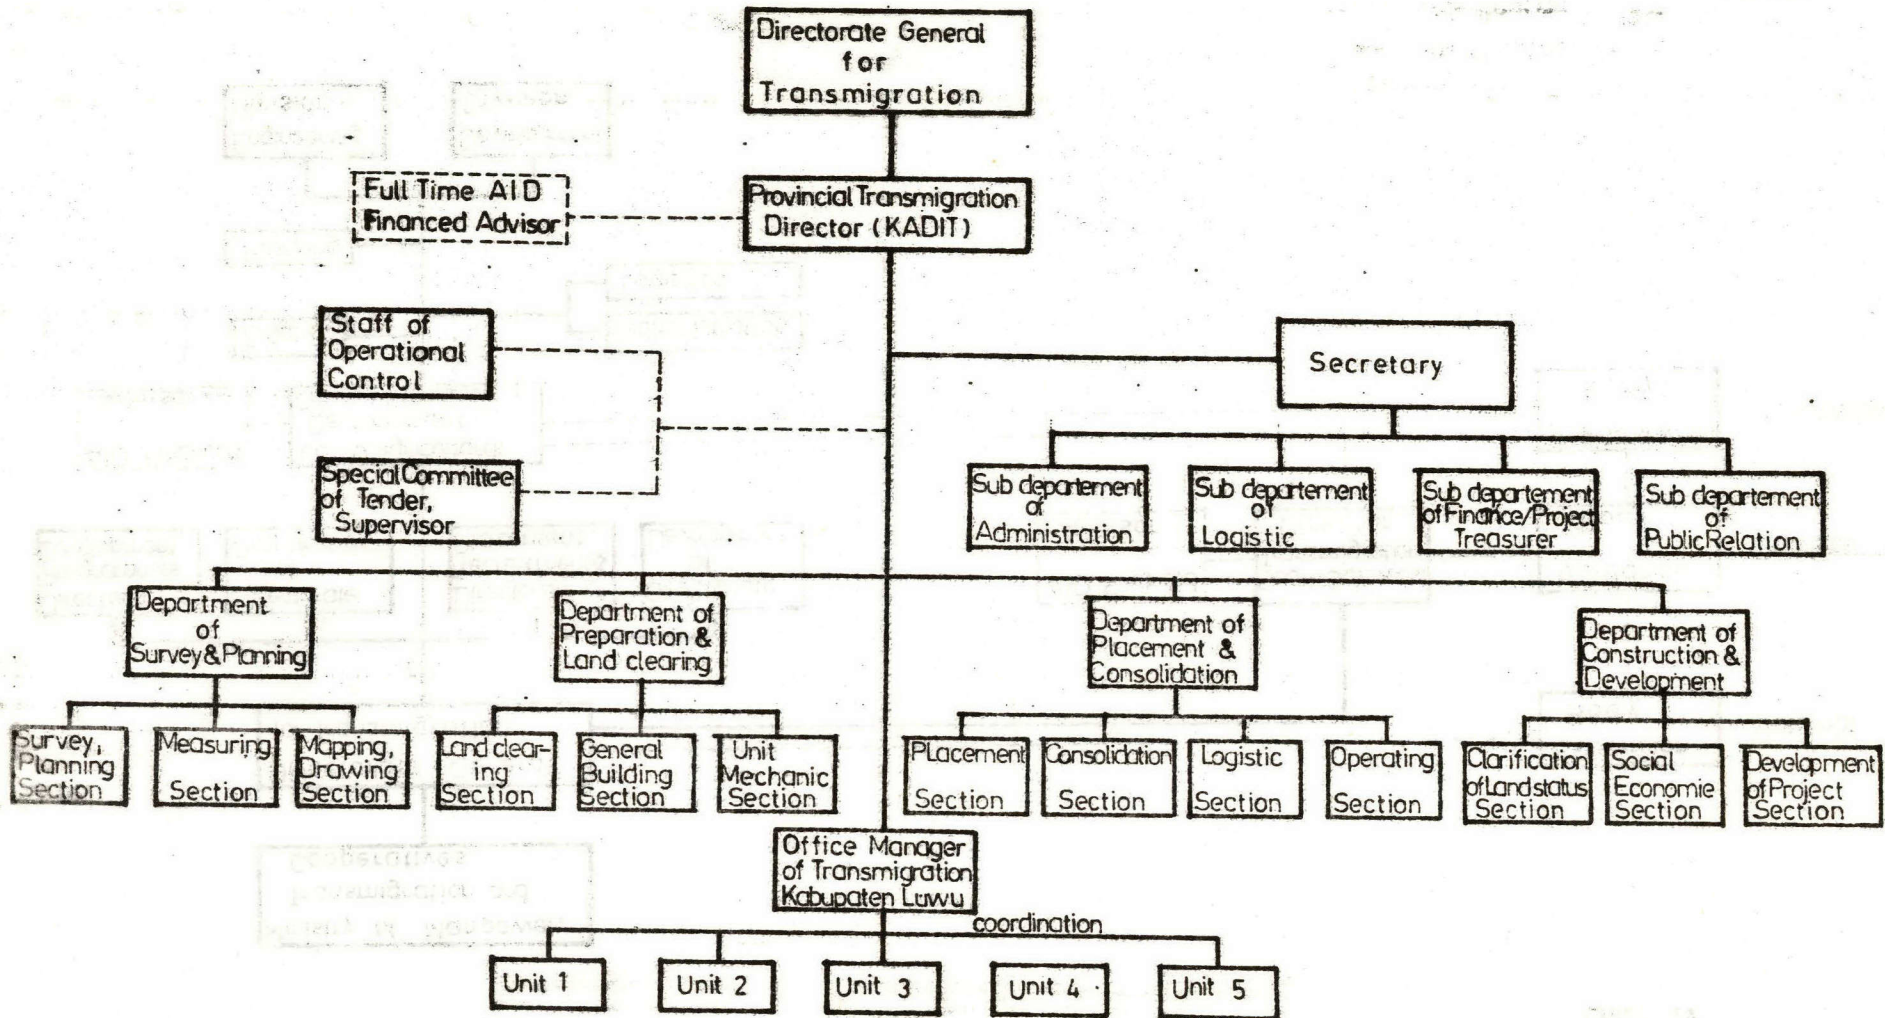 Directorate General
for
Transmigration
Full Time AID
Financed Advisor
Provincial Transmigration
Director (KADIT)
Staff of
Operational
Control
Secretary
Special Committee
of Tender,
Supervisor
Sub departement
of
Administration
Sub departement
of
Logistic
Sub departement
of Finance/Project
Treasurer
Sub departement
of
Public Relation
Department
of
Survey & Planning
Department of
Preparation &
Land clearing
Department of
Placement &
Consolidation
Department of
Construction &
Development
Survey,
Planning
Section
Measuring
Section
Mapping,
Drawing
Section
Land clear-
ing
Section
General
Building
Section
Unit
Mechanic
Section
Placement
Section
Consolidation
Section
Logistic
Section
Operating
Section
Clarification
of Land status
Section
Social
Economie
Section
Development
of Project
Section
Office Manager
of Transmigration
Kabupaten Luwu
coordination
Unit 1
Unit 2
Unit 3
Unit 4
Unit 5